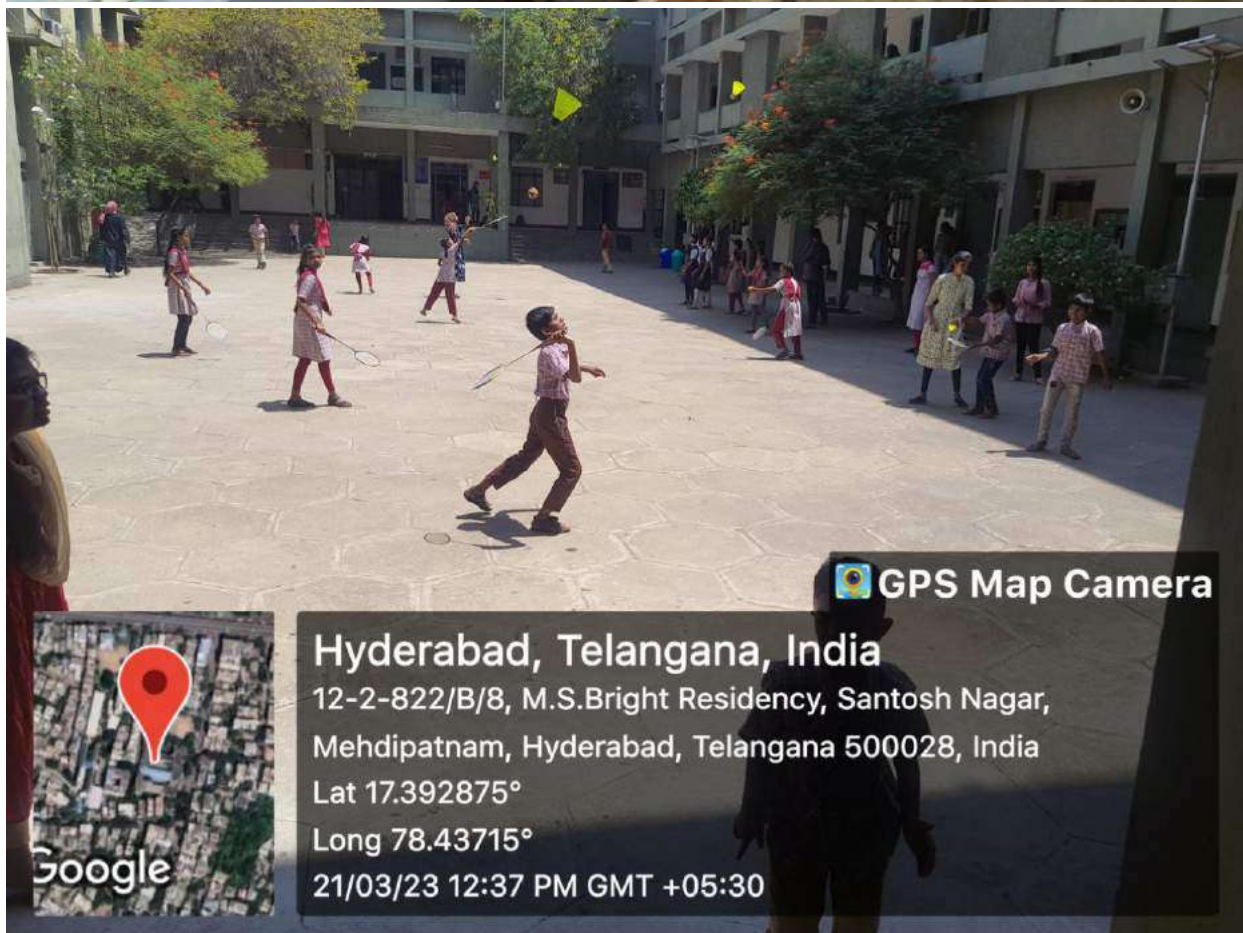 GPS Map Camera
Hyderabad, Telangana, India
12-2-822/B/8, M.S.Bright Residency, Santosh Nagar,
Mehdipatnam, Hyderabad, Telangana 500028, India
Lat 17.392875°
Long 78.43715°
21/03/23 12:37 PM GMT +05:30
Google